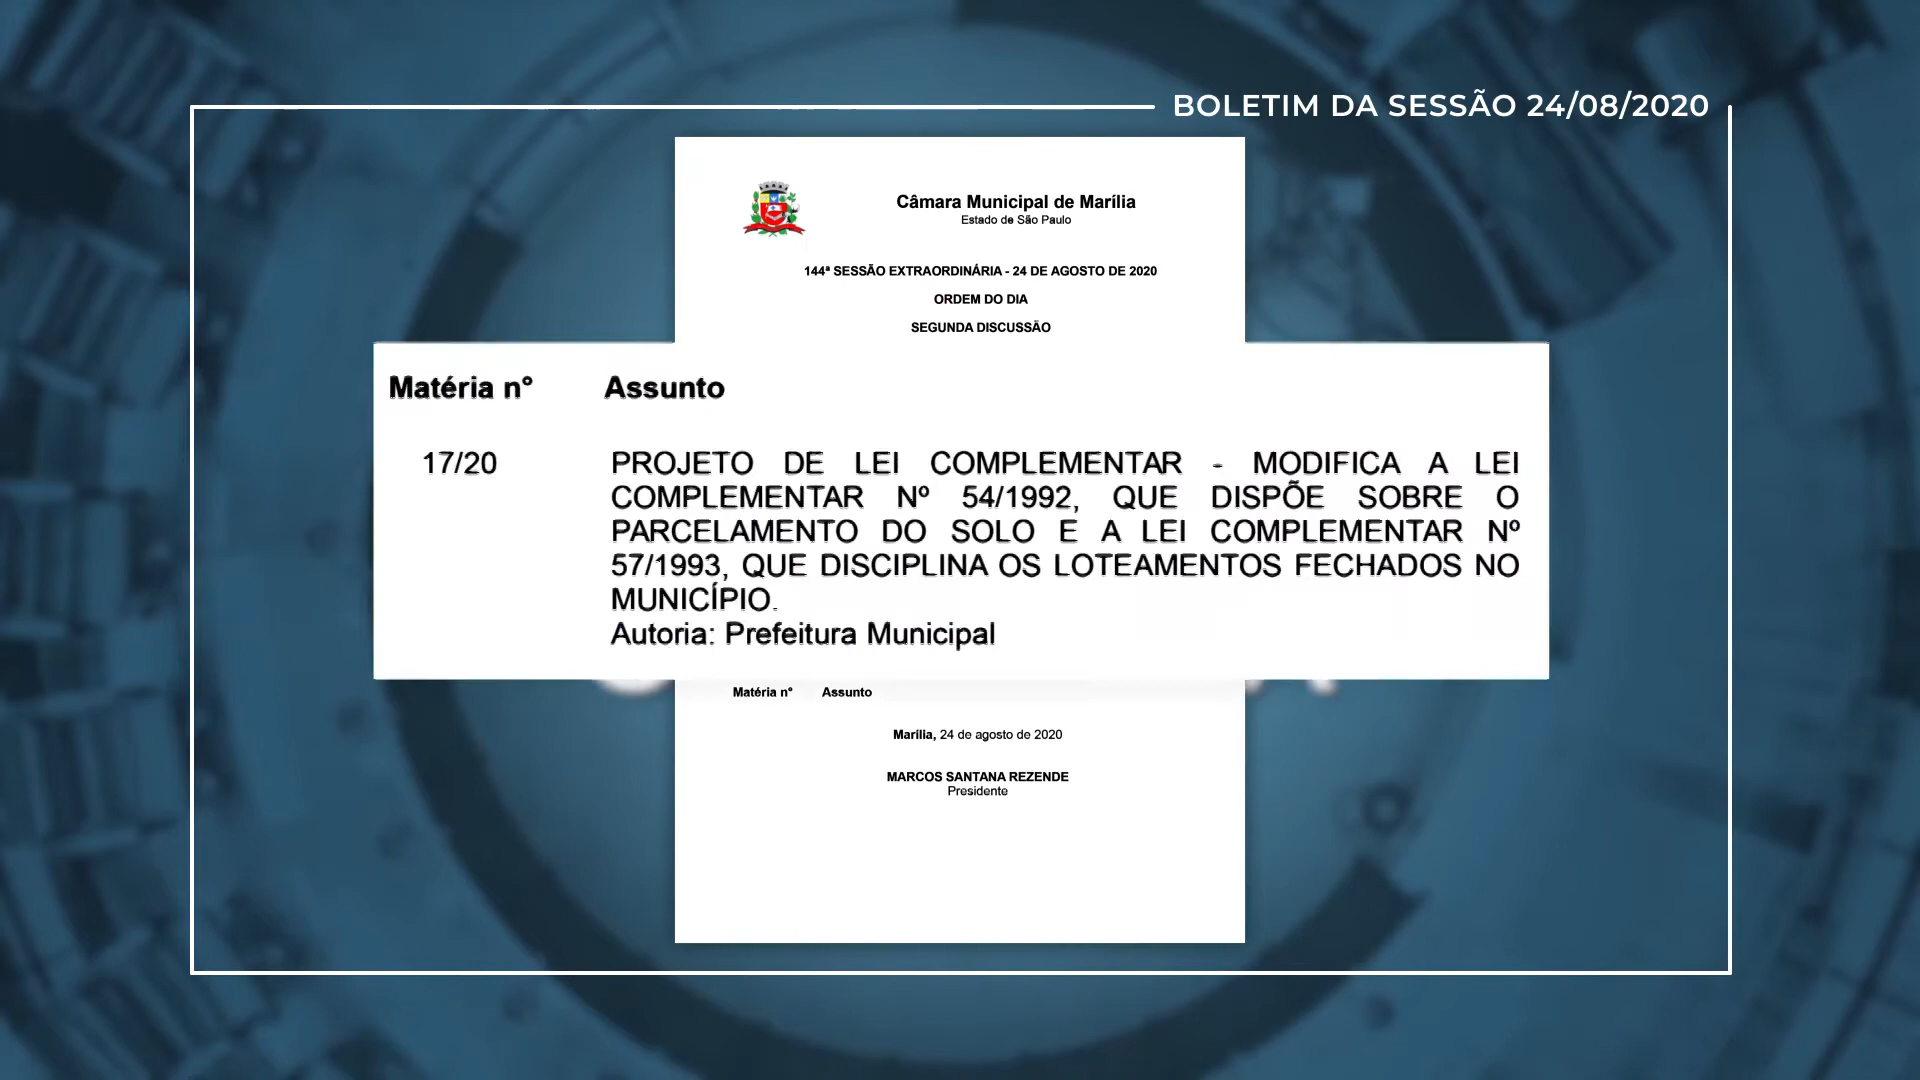 BOLETIM DA SESSÃO 24/08/2020
Câmara Municipal de Marília
Estado de São Paulo
144ª SESSÃO EXTRAORDINÁRIA - 24 DE AGOSTO DE 2020
ORDEM DO DIA
SEGUNDA DISCUSSÃO
Matéria n° Assunto
17/20 PROJETO DE LEI COMPLEMENTAR - MODIFICA A LEI
COMPLEMENTAR Nº 54/1992, QUE DISPÕE SOBRE O
PARCELAMENTO DO SOLO E A LEI COMPLEMENTAR Nº
57/1993, QUE DISCIPLINA OS LOTEAMENTOS FECHADOS NO
MUNICÍPIO.
Autoria: Prefeitura Municipal
Matéria n° Assunto
Marília, 24 de agosto de 2020
MARCOS SANTANA REZENDE
Presidente